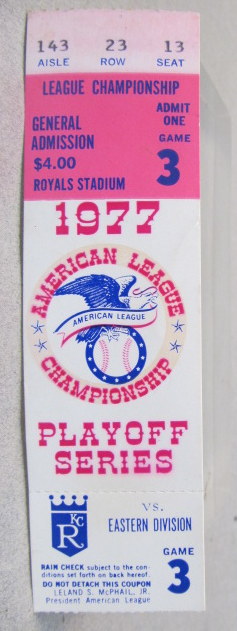 143 23 13
AISLE ROW SEAT
LEAGUE CHAMPIONSHIP
GENERAL
ADMISSION
$4.00
ROYALS STADIUM
ADMIT
ONE
GAME
3
1977
AMERICAN LEAGUE
AMERICAN LEAGUE
CHAMPIONSHIP
PLAYOFF
SERIES
KC
R
VS.
EASTERN DIVISION
GAME
3
RAIN CHECK subject to the con-
ditions set forth on back hereof.
DO NOT DETACH THIS COUPON
LELAND S. McPHAIL, JR.
President American League